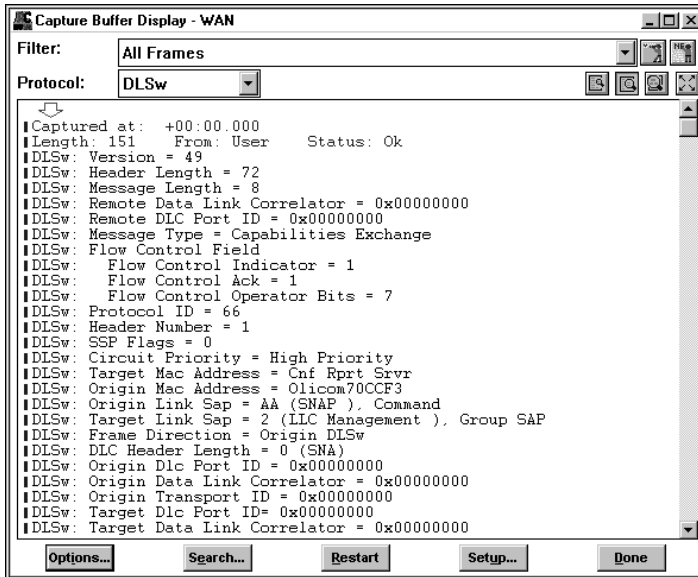 Capture Buffer Display - WAN
Filter: All Frames
Protocol: DLSw
Captured at: +00:00.000
Length: 151 From: User Status: Ok
DLSw: Version = 49
DLSw: Header Length = 72
DLSw: Message Length = 8
DLSw: Remote Data Link Correlator = 0x00000000
DLSw: Remote DLC Port ID = 0x00000000
DLSw: Message Type = Capabilities Exchange
DLSw: Flow Control Field
DLSw: Flow Control Indicator = 1
DLSw: Flow Control Ack = 1
DLSw: Flow Control Operator Bits = 7
DLSw: Protocol ID = 66
DLSw: Header Number = 1
DLSw: SSP Flags = 0
DLSw: Circuit Priority = High Priority
DLSw: Target Mac Address = Cnf Rprt Srvr
DLSw: Origin Mac Address = Olicom70CCF3
DLSw: Origin Link Sap = AA (SNAP ), Command
DLSw: Target Link Sap = 2 (LLC Management ), Group SAP
DLSw: Frame Direction = Origin DLSw
DLSw: DLC Header Length = 0 (SNA)
DLSw: Origin Dlc Port ID = 0x00000000
DLSw: Origin Data Link Correlator = 0x00000000
DLSw: Origin Transport ID = 0x00000000
DLSw: Target Dlc Port ID= 0x00000000
DLSw: Target Data Link Correlator = 0x00000000
Options... Search... Restart Setup... Done